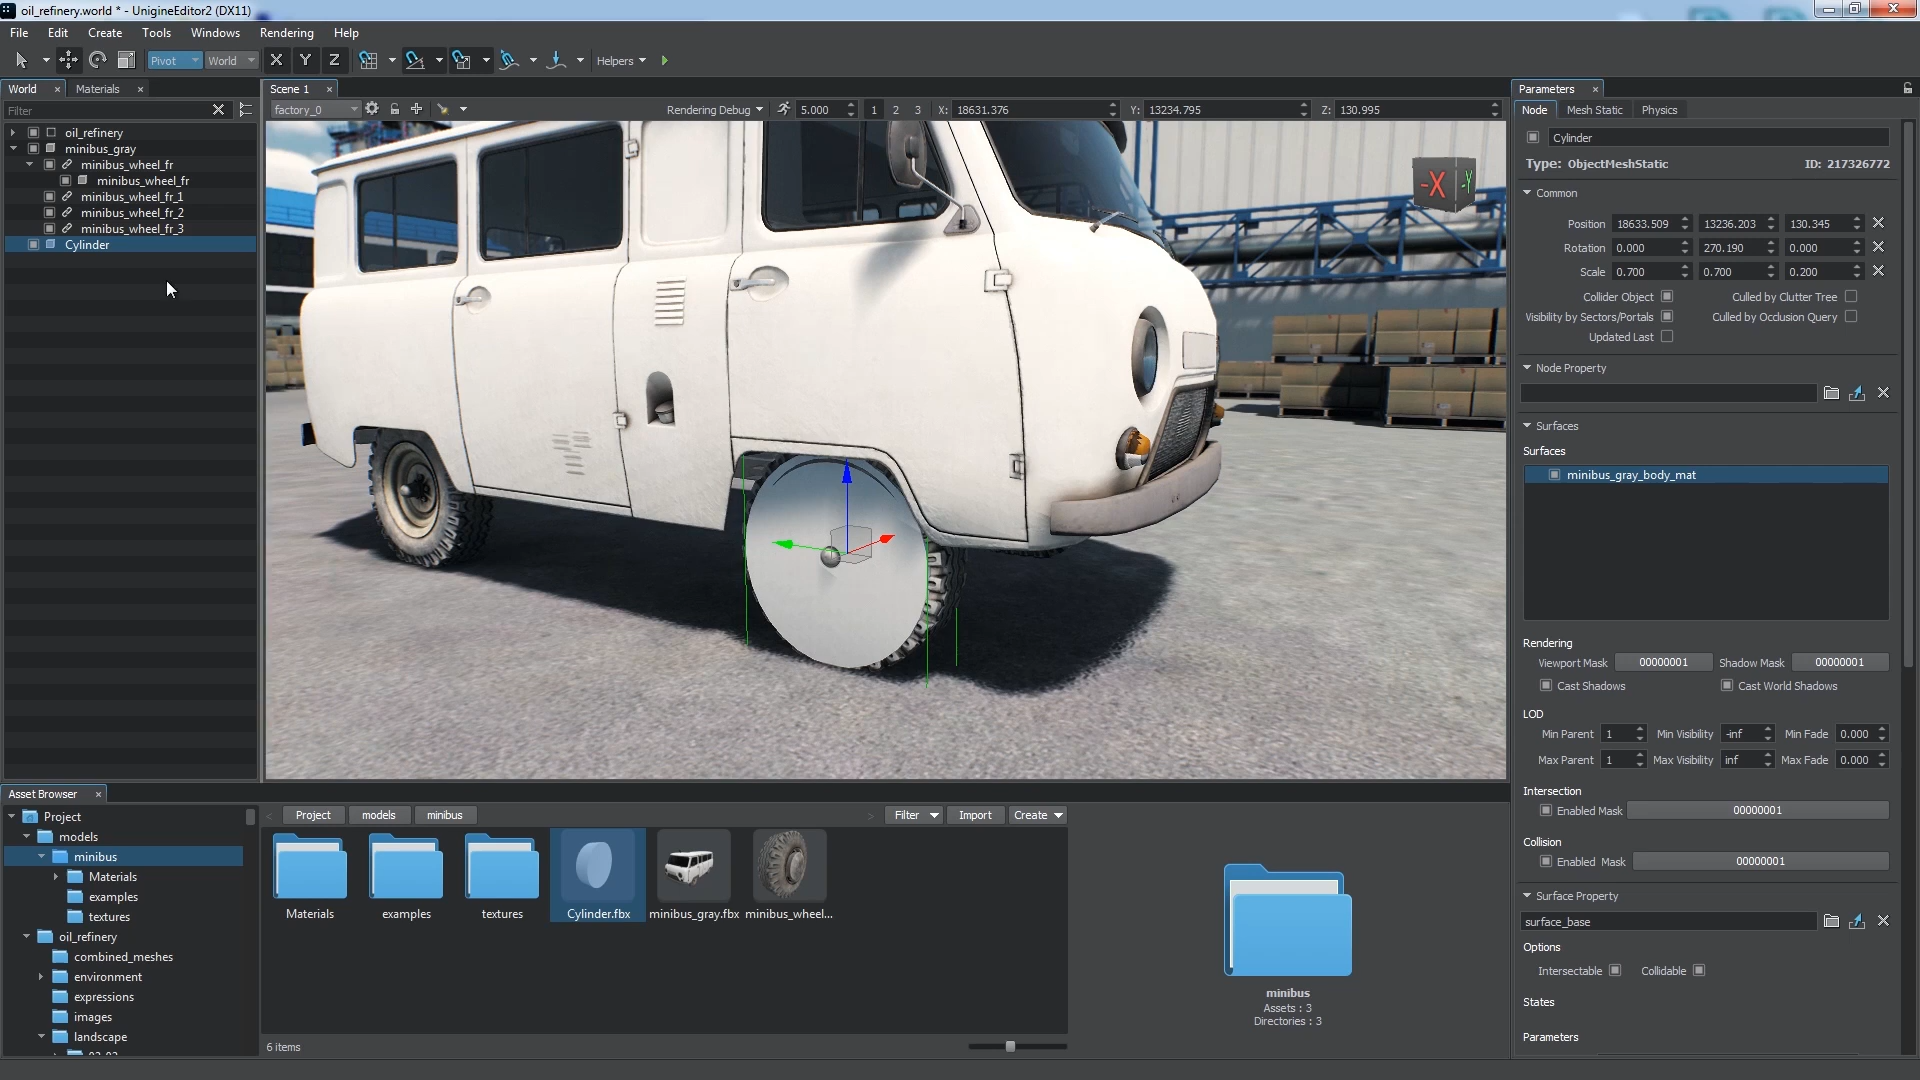 oil_refinery.world * - UnigineEditor2 (DX11)
File Edit Create Tools Windows Rendering Help
Pivot World X Y Z Helpers
World Materials
Filter
oil_refinery
minibus_gray
minibus_wheel_fr
minibus_wheel_fr
minibus_wheel_fr_1
minibus_wheel_fr_2
minibus_wheel_fr_3
Cylinder
Scene 1
factory_0 Rendering Debug 5.000 1 2 3 X: 18631.376 Y: 13234.795 Z: 130.995
-X -Y
Parameters
Node Mesh Static Physics
Cylinder
Type: ObjectMeshStatic ID: 217326772
Common
Position 18633.509 13236.203 130.345
Rotation 0.000 270.190 0.000
Scale 0.700 0.700 0.200
Collider Object Culled by Clutter Tree
Visibility by Sectors/Portals Culled by Occlusion Query
Updated Last
Node Property
Surfaces
Surfaces
minibus_gray_body_mat
Rendering
Viewport Mask 00000001 Shadow Mask 00000001
Cast Shadows Cast World Shadows
LOD
Min Parent 1 Min Visibility -inf Min Fade 0.000
Max Parent 1 Max Visibility inf Max Fade 0.000
Intersection
Enabled Mask 00000001
Collision
Enabled Mask 00000001
Surface Property
surface_base
Options
Intersectable Collidable
States
Parameters
Asset Browser
Project
models
minibus
Materials
examples
textures
oil_refinery
combined_meshes
environment
expressions
images
landscape
Project models minibus Filter Import Create
Materials examples textures Cylinder.fbx minibus_gray.fbx minibus_wheel...
6 items
minibus
Assets : 3
Directories : 3